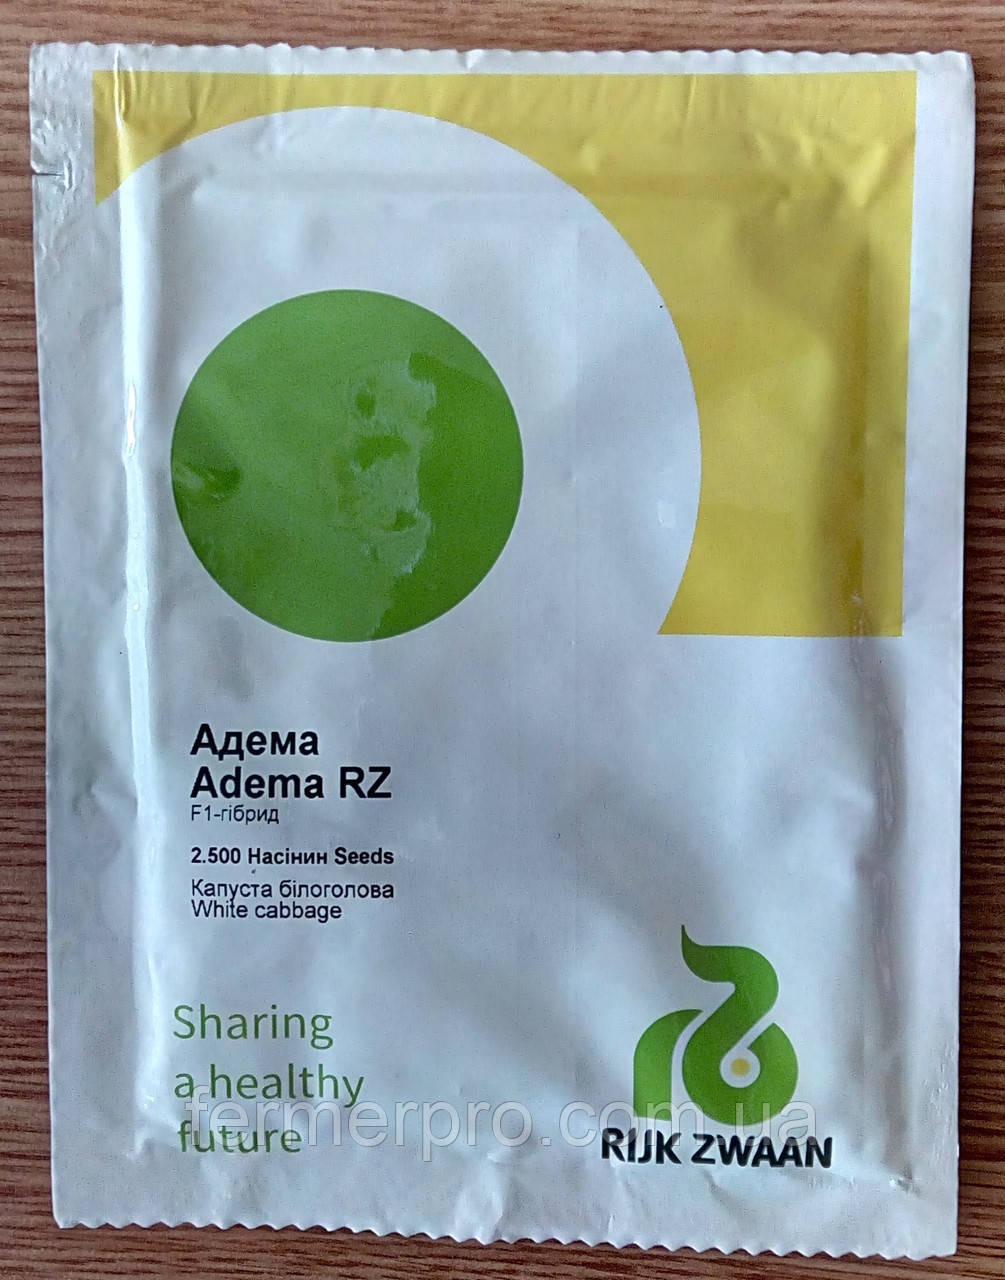 Адема
Adema RZ
F1-гібрид
2.500 Насінин Seeds
Капуста білоголова
White cabbage
Sharing
a healthy
future
fermerpro.com.ua
RIJK ZWAAN